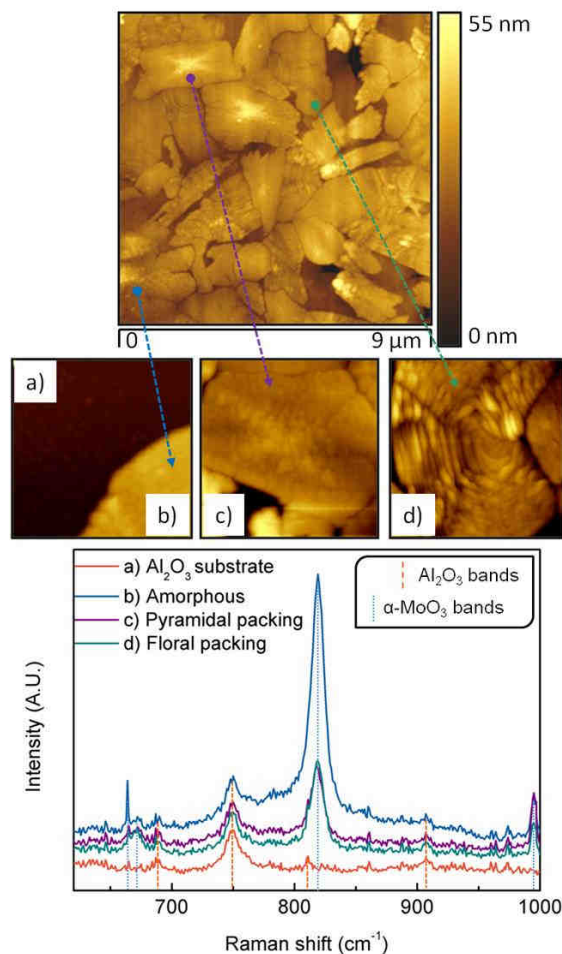 55 nm
0 nm
0
9 μm
a)
b)
c)
d)
a) Al₂O₃ substrate
b) Amorphous
c) Pyramidal packing
d) Floral packing
Al₂O₃ bands
α-MoO₃ bands
Intensity (A.U.)
700
800
900
1000
Raman shift (cm⁻¹)